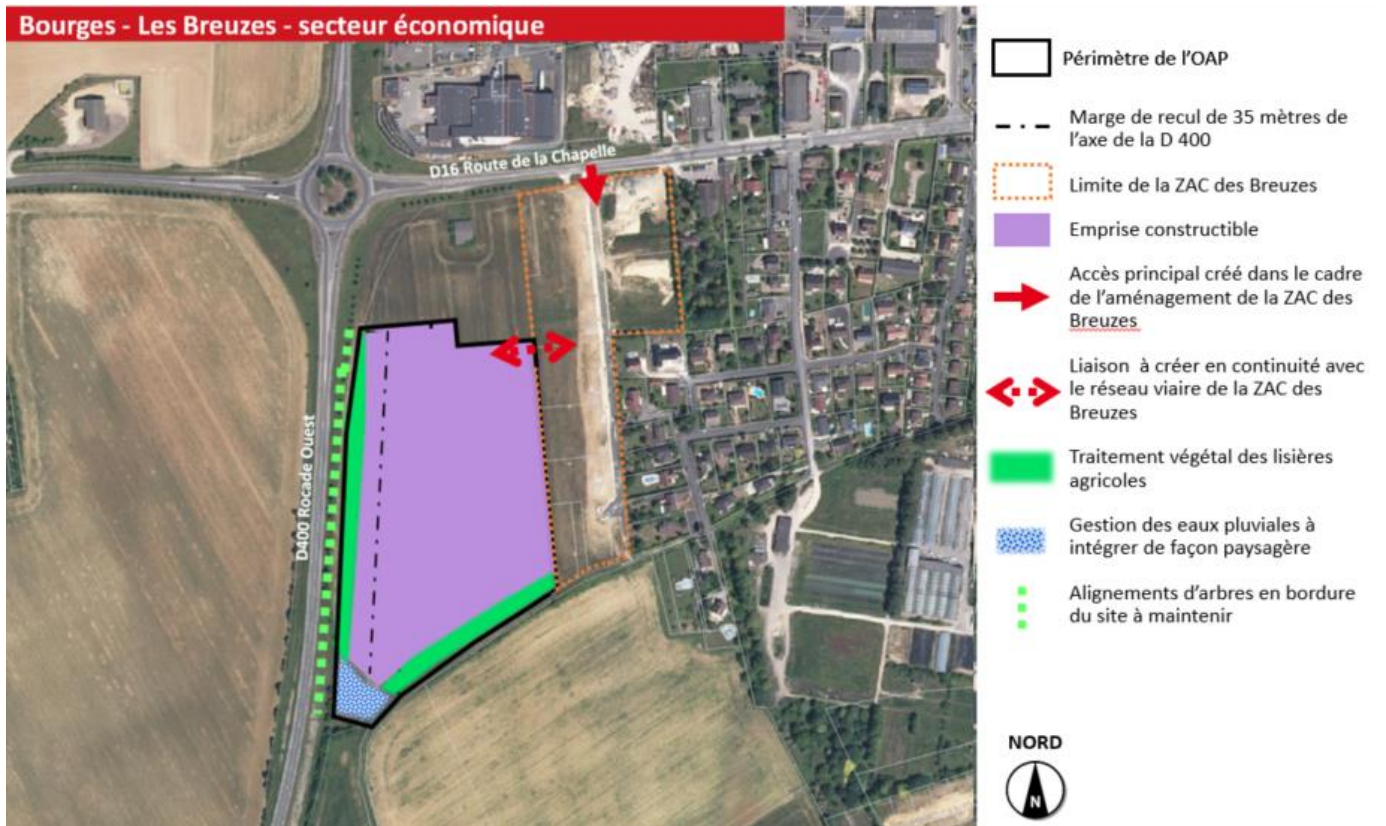 Bourges - Les Breuzes - secteur économique
D16 Route de la Chapelle
D400 Rocade Ouest
Périmètre de l'OAP
Marge de recul de 35 mètres de
l'axe de la D 400
Limite de la ZAC des Breuzes
Emprise constructible
Accès principal créé dans le cadre
de l'aménagement de la ZAC des
Breuzes
Liaison à créer en continuité avec
le réseau viaire de la ZAC des
Breuzes
Traitement végétal des lisières
agricoles
Gestion des eaux pluviales à
intégrer de façon paysagère
Alignements d'arbres en bordure
du site à maintenir
NORD
N